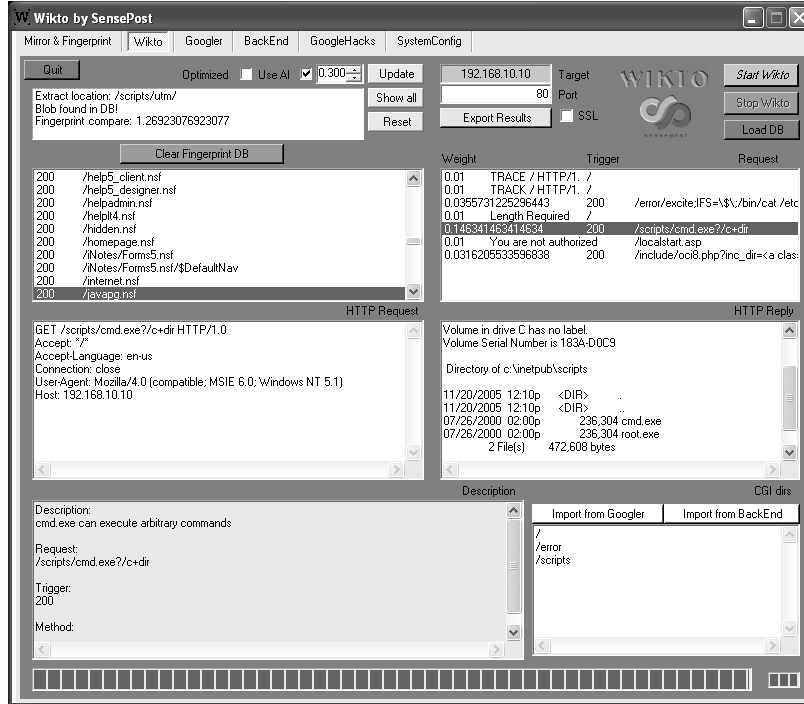 Wikto by SensePost
Mirror & Fingerprint Wikto Googler BackEnd GoogleHacks SystemConfig
Quit Optimized Use AI 0.300 Update
Show all
Reset
Extract location: /scripts/utm/
Blob found in DB!
Fingerprint compare: 1.26923076923077
192.168.10.10 Target
80 Port
Export Results SSL
WIKTO
SENSEPOST
Start Wikto
Stop Wikto
Load DB
Clear Fingerprint DB
200 /help5_client.nsf
200 /help5_designer.nsf
200 /helpadmin.nsf
200 /helplt4.nsf
200 /hidden.nsf
200 /homepage.nsf
200 /iNotes/Forms5.nsf
200 /iNotes/Forms5.nsf/$DefaultNav
200 /internet.nsf
200 /javapg.nsf
Weight Trigger Request
0.01 TRACE / HTTP/1. /
0.01 TRACK / HTTP/1. /
0.0355731225296443 200 /error/excite;IFS=\$\;/bin/cat /etc
0.01 Length Required /
0.146341463414634 200 /scripts/cmd.exe?/c+dir
0.01 You are not authorized /localstart.asp
0.0316205533596838 200 /include/oci8.php?inc_dir=<a clas
HTTP Request
GET /scripts/cmd.exe?/c+dir HTTP/1.0
Accept: */*
Accept-Language: en-us
Connection: close
User-Agent: Mozilla/4.0 (compatible; MSIE 6.0; Windows NT 5.1)
Host: 192.168.10.10
HTTP Reply
Volume in drive C has no label.
Volume Serial Number is 183A-D0C9
Directory of c:\inetpub\scripts
11/20/2005 12:10p <DIR> .
11/20/2005 12:10p <DIR> ..
07/26/2000 02:00p 236,304 cmd.exe
07/26/2000 02:00p 236,304 root.exe
2 File(s) 472,608 bytes
Description
Description:
cmd.exe can execute arbitrary commands
Request:
/scripts/cmd.exe?/c+dir
Trigger:
200
Method:
CGI dirs
Import from Googler Import from BackEnd
/
/error
/scripts